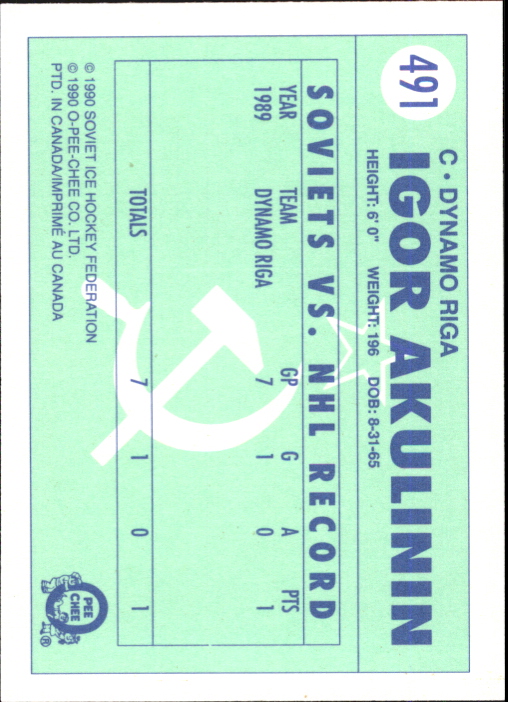 491
C • DYNAMO RIGA
IGOR AKULININ
HEIGHT: 6' 0" WEIGHT: 196 DOB: 8-31-65
SOVIETS VS. NHL RECORD
YEAR TEAM GP G A PTS
1989 DYNAMO RIGA 7 1 0 1
TOTALS 7 1 0 1
© 1990 SOVIET ICE HOCKEY FEDERATION
© 1990 O-PEE-CHEE CO. LTD.
PTD. IN CANADA/IMPRIMÉ AU CANADA
O
PEE
CHEE
®